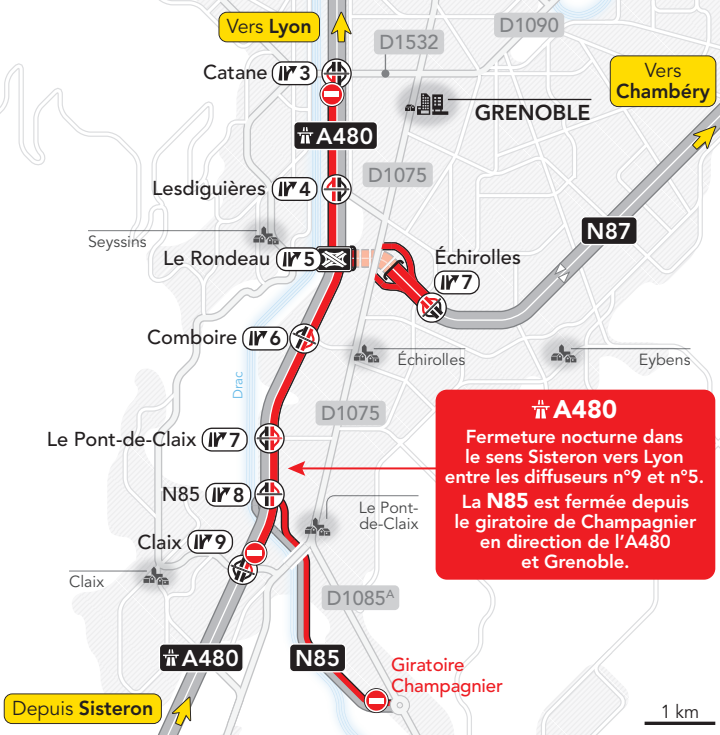 Vers Lyon
D1090
D1532
Catane 3
Vers
Chambéry
GRENOBLE
A480
D1075
Lesdiguières 4
N87
Seyssins
Le Rondeau 5
Échirolles
7
Comboire 6
Échirolles
Eybens
Drac
D1075
A480
Fermeture nocturne dans
le sens Sisteron vers Lyon
entre les diffuseurs n°9 et n°5.
La N85 est fermée depuis
le giratoire de Champagnier
en direction de l'A480
et Grenoble.
Le Pont-de-Claix 7
N85 8
Le Pont-
de-Claix
Claix 9
Claix
D1085A
A480
N85
Giratoire
Champagnier
Depuis Sisteron
1 km